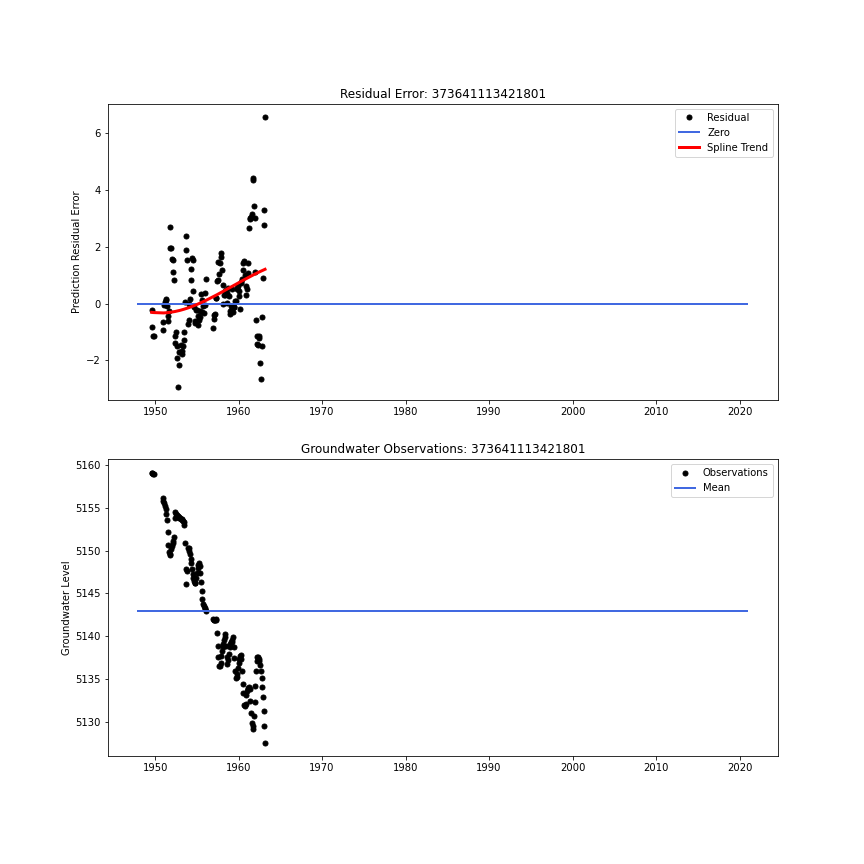 Residual Error: 373641113421801
Residual
Zero
Spline Trend
Prediction Residual Error
6
4
2
0
−2
1950 1960 1970 1980 1990 2000 2010 2020
Groundwater Observations: 373641113421801
Observations
Mean
Groundwater Level
5160
5155
5150
5145
5140
5135
5130
1950 1960 1970 1980 1990 2000 2010 2020